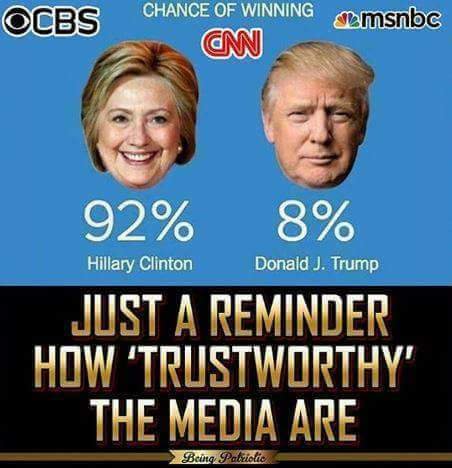 CHANCE OF WINNING
CBS
msnbc
CNN
92% 8%
Hillary Clinton Donald J. Trump
JUST A REMINDER
HOW ‘TRUSTWORTHY’
THE MEDIA ARE
Being Patriotic